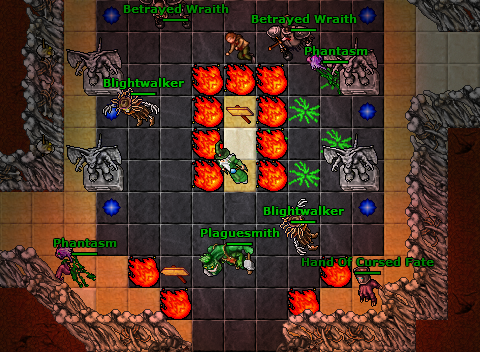 Betrayed Wraith
Betrayed Wraith
Phantasm
Blightwalker
Blightwalker
Plaguesmith
Phantasm
Hand Of Cursed Fate